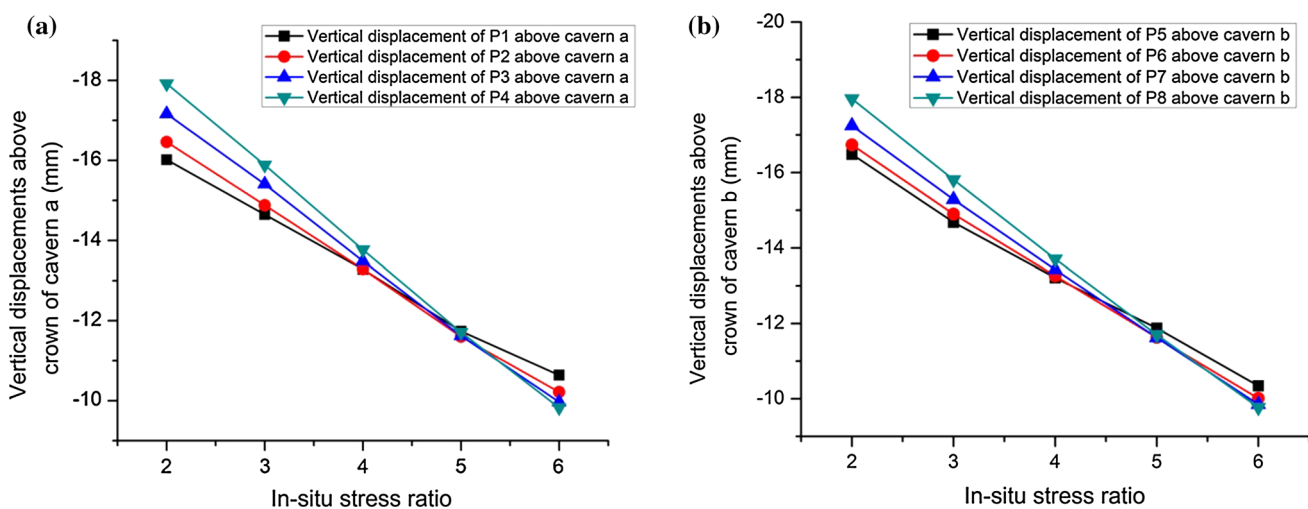 (a)
Vertical displacement of P1 above cavern a
Vertical displacement of P2 above cavern a
Vertical displacement of P3 above cavern a
Vertical displacement of P4 above cavern a
Vertical displacements above
crown of cavern a (mm)
-18
-16
-14
-12
-10
2 3 4 5 6
In-situ stress ratio
(b)
Vertical displacement of P5 above cavern b
Vertical displacement of P6 above cavern b
Vertical displacement of P7 above cavern b
Vertical displacement of P8 above cavern b
Vertical displacements above
crown of cavern b (mm)
-20
-18
-16
-14
-12
-10
2 3 4 5 6
In-situ stress ratio